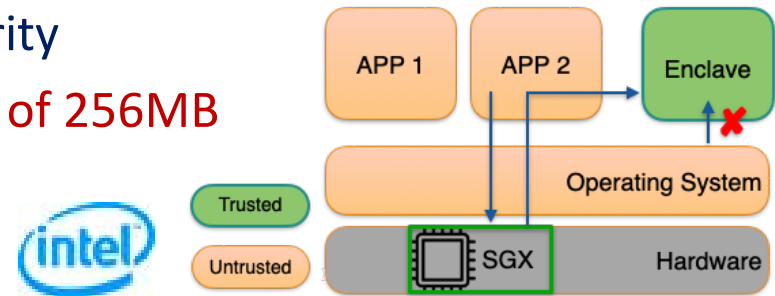 rity
of 256MB
APP 1
APP 2
Enclave
Operating System
Trusted
Untrusted
intel
SGX
Hardware